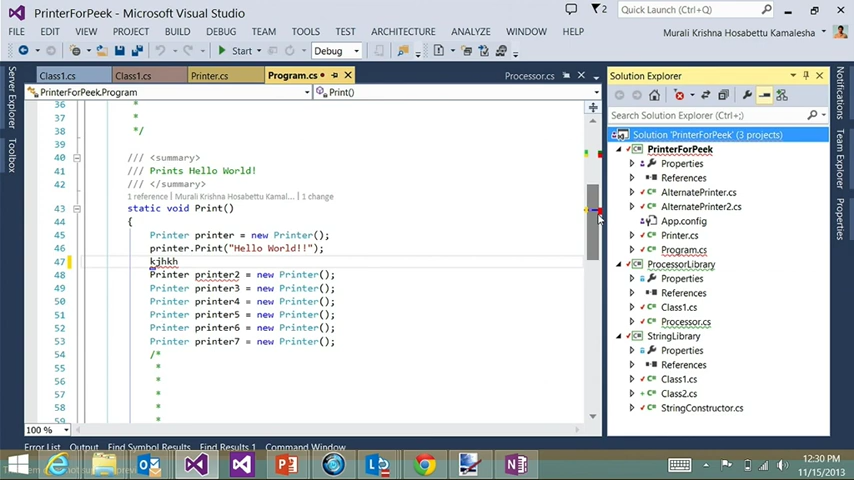 PrinterForPeek - Microsoft Visual Studio
2
Quick Launch (Ctrl+Q)
FILE EDIT VIEW PROJECT BUILD DEBUG TEAM TOOLS TEST ARCHITECTURE ANALYZE WINDOW
Murali Krishna Hosabettu Kamalesha
HELP
Start
Debug
Server Explorer
Toolbox
Class1.cs
Class1.cs
Printer.cs
Program.cs
Processor.cs
PrinterForPeek.Program
Print()
36 *
37 *
38 */
39
40 /// <summary>
41 /// Prints Hello World!
42 /// </summary>
1 reference | Murali Krishna Hosabettu Kamal... | 1 change
43 static void Print()
44 {
45 Printer printer = new Printer();
46 printer.Print("Hello World!!");
47 kjhkh
48 Printer printer2 = new Printer();
49 Printer printer3 = new Printer();
50 Printer printer4 = new Printer();
51 Printer printer5 = new Printer();
52 Printer printer6 = new Printer();
53 Printer printer7 = new Printer();
54 /*
55 *
56 *
57 *
58 *
59
100 %
Error List Output Find Results 1 Find Symbol Results Command Window
Solution Explorer
Search Solution Explorer (Ctrl+;)
Solution 'PrinterForPeek' (3 projects)
PrinterForPeek
Properties
References
AlternatePrinter.cs
AlternatePrinter2.cs
App.config
Printer.cs
Program.cs
ProcessorLibrary
Properties
References
Class1.cs
Processor.cs
StringLibrary
Properties
References
Class1.cs
Class2.cs
StringConstructor.cs
Notifications
Team Explorer
Properties
12:30 PM
11/15/2013